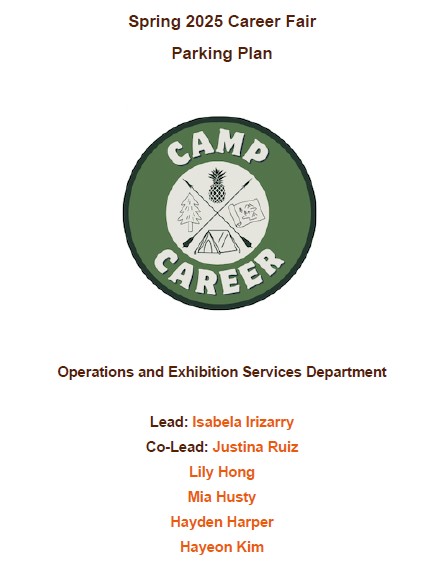 Spring 2025 Career Fair
Parking Plan
CAMP
CAREER
Operations and Exhibition Services Department
Lead: Isabela Irizarry
Co-Lead: Justina Ruiz
Lily Hong
Mia Husty
Hayden Harper
Hayeon Kim